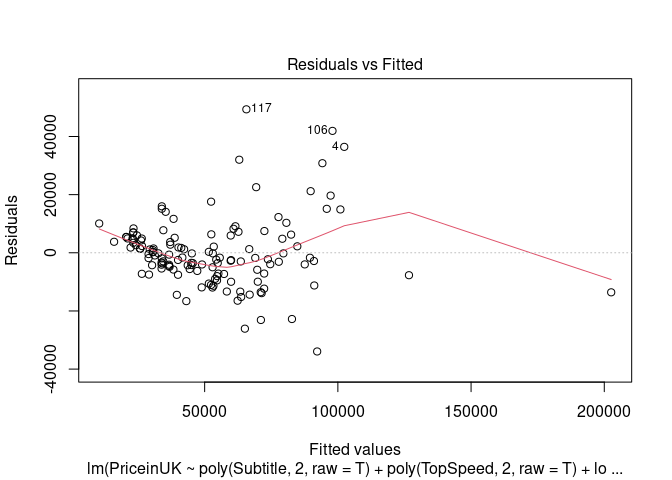 Residuals vs Fitted
Residuals
40000
20000
0
-40000
117
106
4
50000
100000
150000
200000
Fitted values
lm(PriceinUK ~ poly(Subtitle, 2, raw = T) + poly(TopSpeed, 2, raw = T) + lo ...